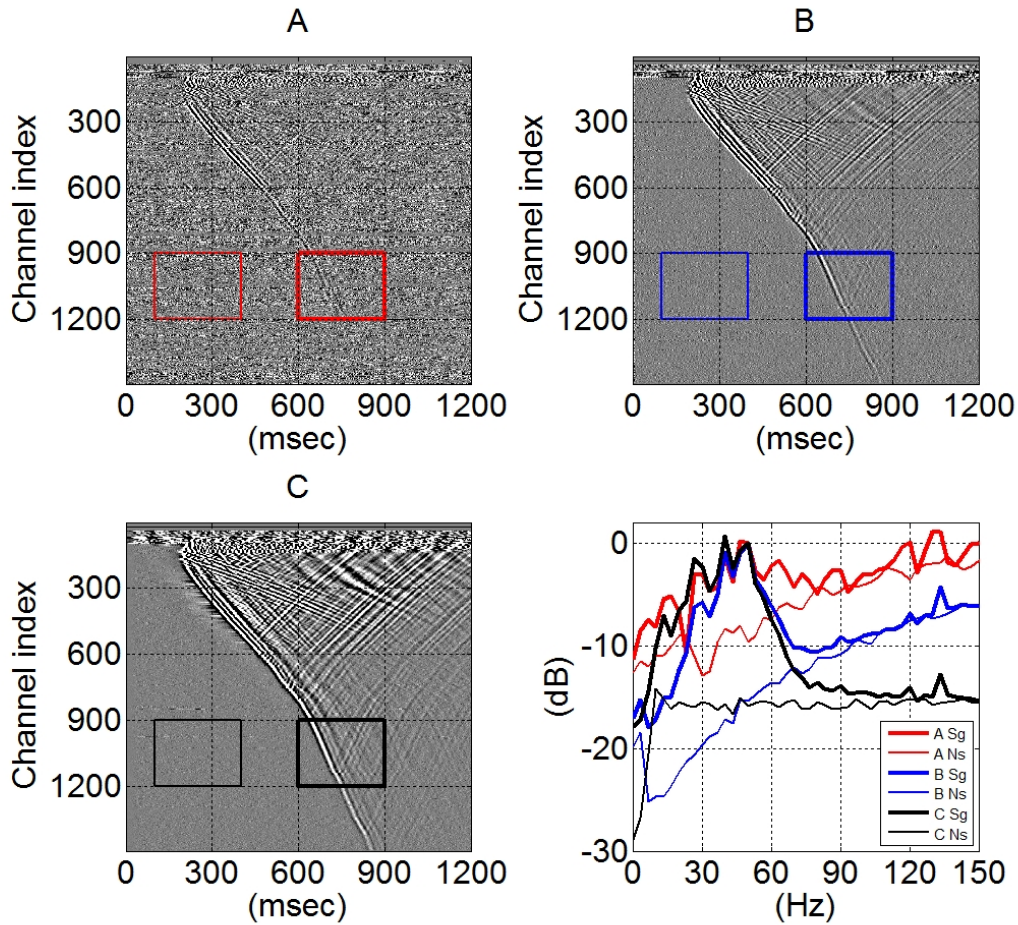 A
Channel index
300
600
900
1200
0 300 600 900 1200
(msec)
B
Channel index
300
600
900
1200
0 300 600 900 1200
(msec)
C
Channel index
300
600
900
1200
0 300 600 900 1200
(msec)
(dB)
0
-10
-20
-30
0 30 60 90 120 150
(Hz)
A Sg
A Ns
B Sg
B Ns
C Sg
C Ns